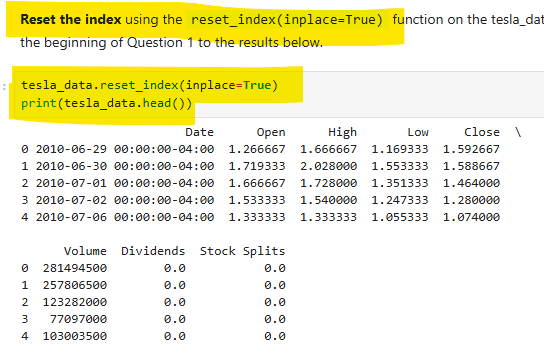 Reset the index using the reset_index(inplace=True) function on the tesla_dat
the beginning of Question 1 to the results below.
:
tesla_data.reset_index(inplace=True)
print(tesla_data.head())
Date Open High Low Close \
0 2010-06-29 00:00:00-04:00 1.266667 1.666667 1.169333 1.592667
1 2010-06-30 00:00:00-04:00 1.719333 2.028000 1.553333 1.588667
2 2010-07-01 00:00:00-04:00 1.666667 1.728000 1.351333 1.464000
3 2010-07-02 00:00:00-04:00 1.533333 1.540000 1.247333 1.280000
4 2010-07-06 00:00:00-04:00 1.333333 1.333333 1.055333 1.074000
Volume Dividends Stock Splits
0 281494500 0.0 0.0
1 257806500 0.0 0.0
2 123282000 0.0 0.0
3 77097000 0.0 0.0
4 103003500 0.0 0.0